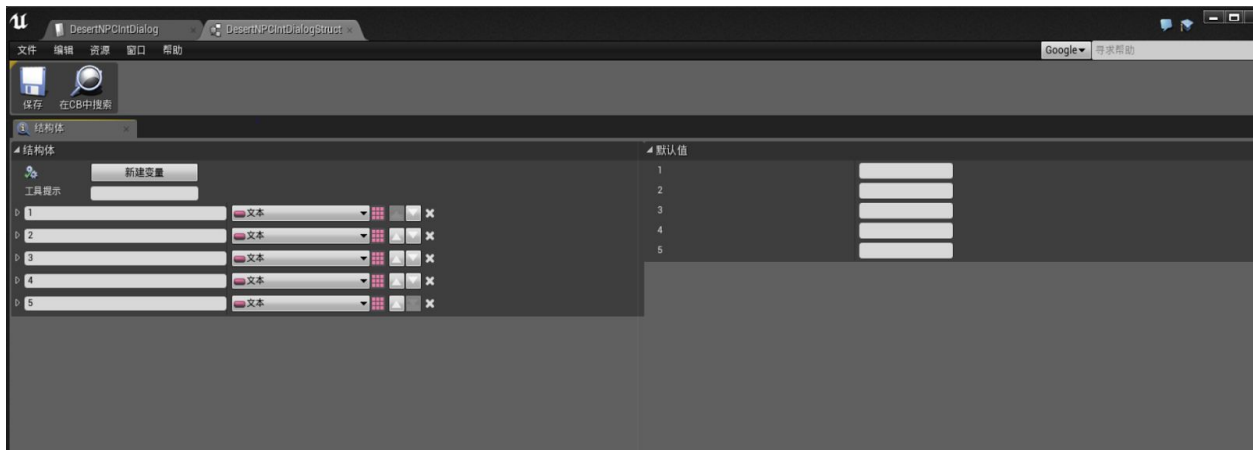 DesertNPCIntDialog
DesertNPCIntDialogStruct
文件 编辑 资源 窗口 帮助
Google 寻求帮助
保存 在CB中搜索
结构体
结构体
新建变量
工具提示
1 文本
2 文本
3 文本
4 文本
5 文本
默认值
1
2
3
4
5